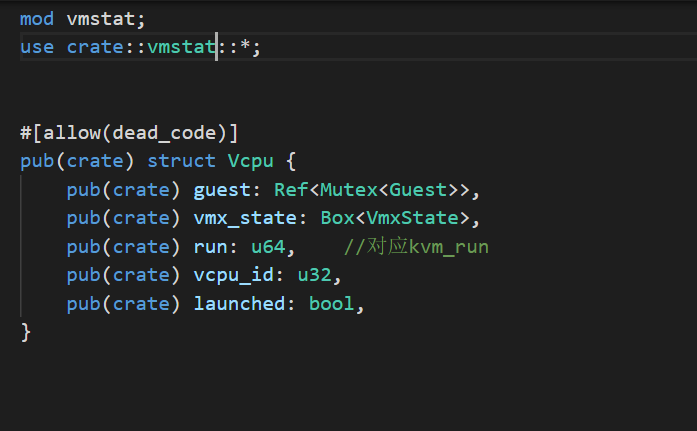 mod vmstat;
use crate::vmstat::*;
#[allow(dead_code)]
pub(crate) struct Vcpu {
pub(crate) guest: Ref<Mutex<Guest>>,
pub(crate) vmx_state: Box<VmxState>,
pub(crate) run: u64,    //对应kvm_run
pub(crate) vcpu_id: u32,
pub(crate) launched: bool,
}